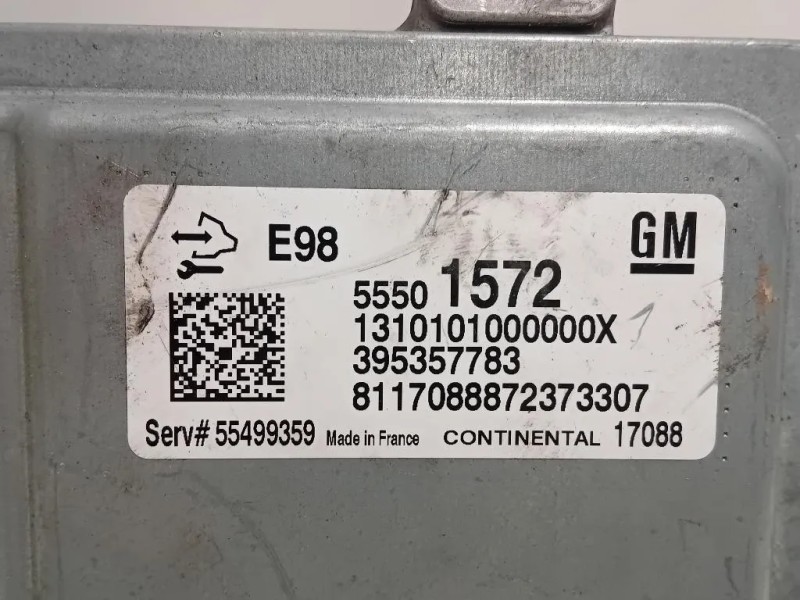 E98
GM
5550 1572
1310101000000X
395357783
8117088872373307
Serv# 55499359 Made in France CONTINENTAL 17088